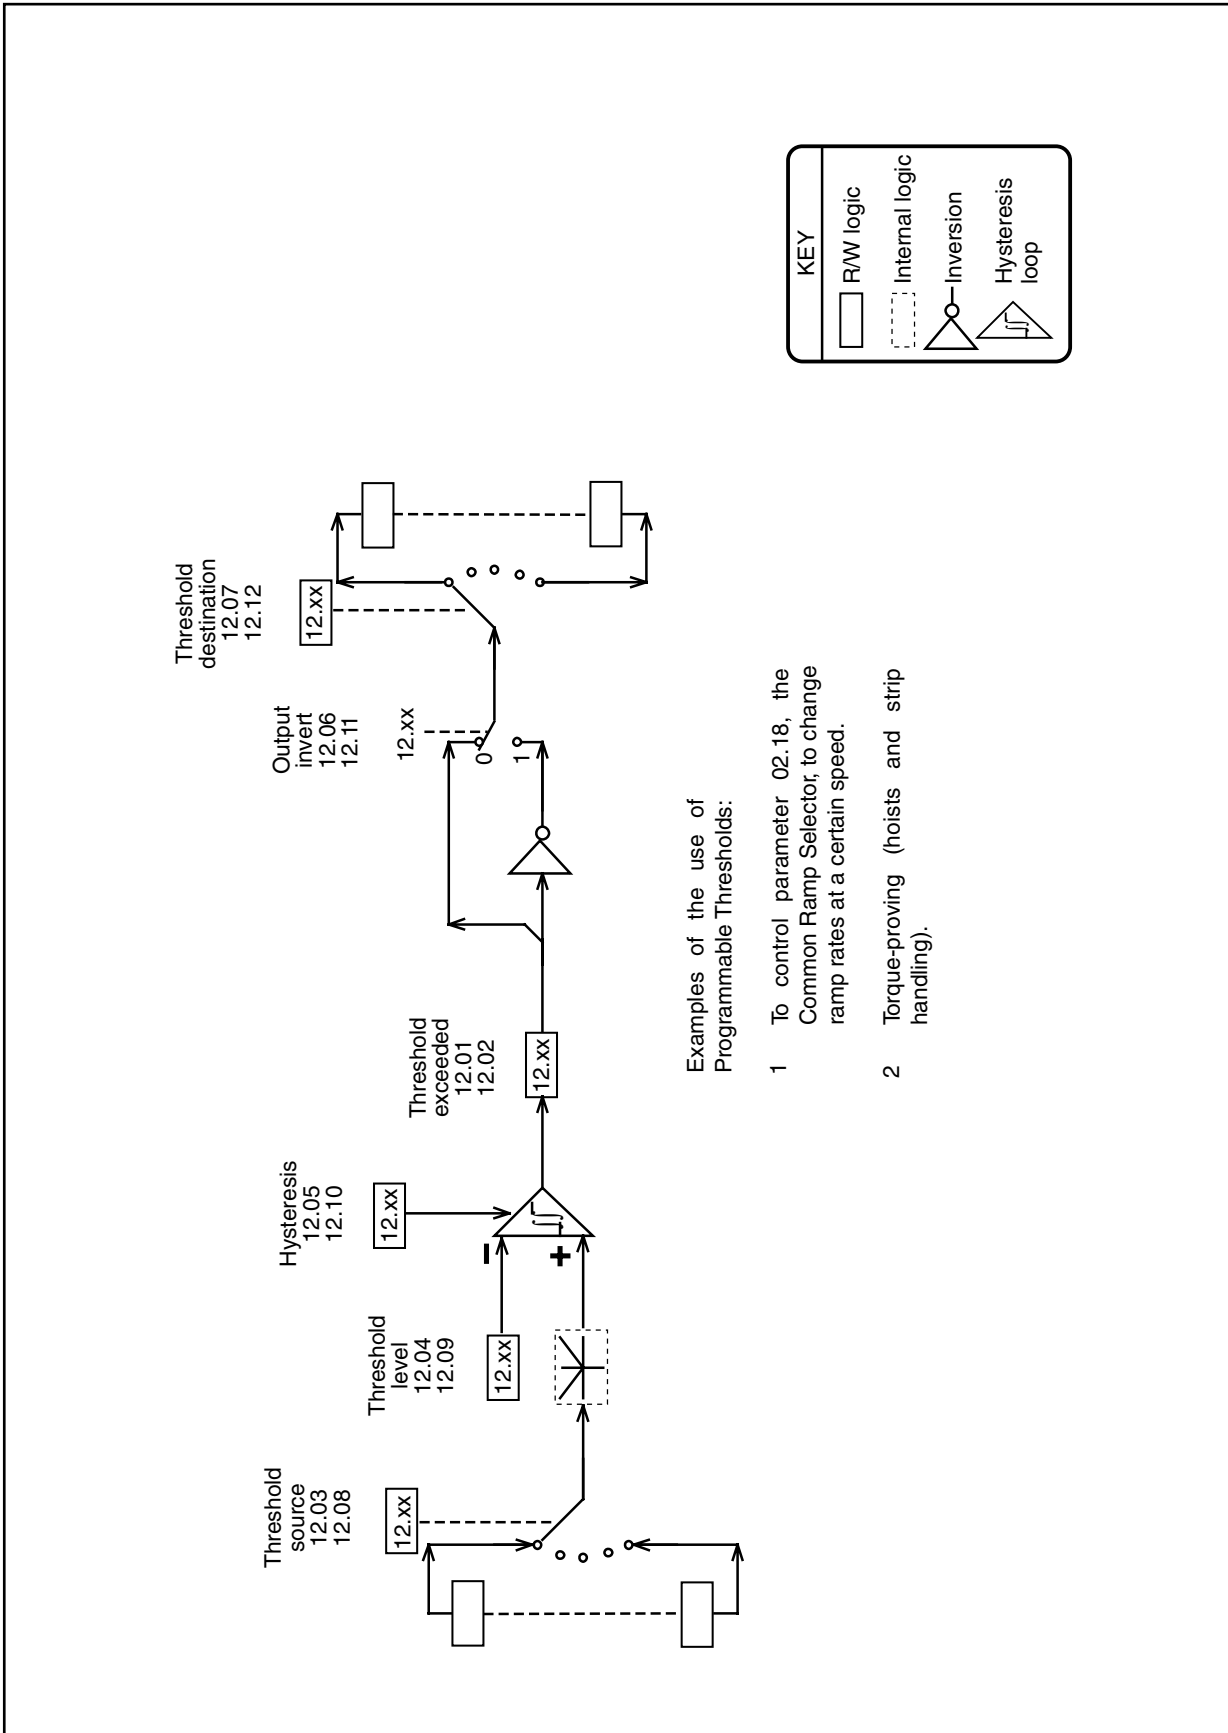 Threshold
source
12.03
12.08
12.xx
Threshold
level
12.04
12.09
12.xx
Hysteresis
12.05
12.10
12.xx
−
+
Threshold
exceeded
12.01
12.02
12.xx
Output
invert
12.06
12.11
12.xx
0
1
Threshold
destination
12.07
12.12
12.xx
Examples of the use of
Programmable Thresholds:
1 To control parameter 02.18, the
Common Ramp Selector, to change
ramp rates at a certain speed.
2 Torque-proving (hoists and strip
handling).
KEY
R/W logic
Internal logic
Inversion
Hysteresis
loop